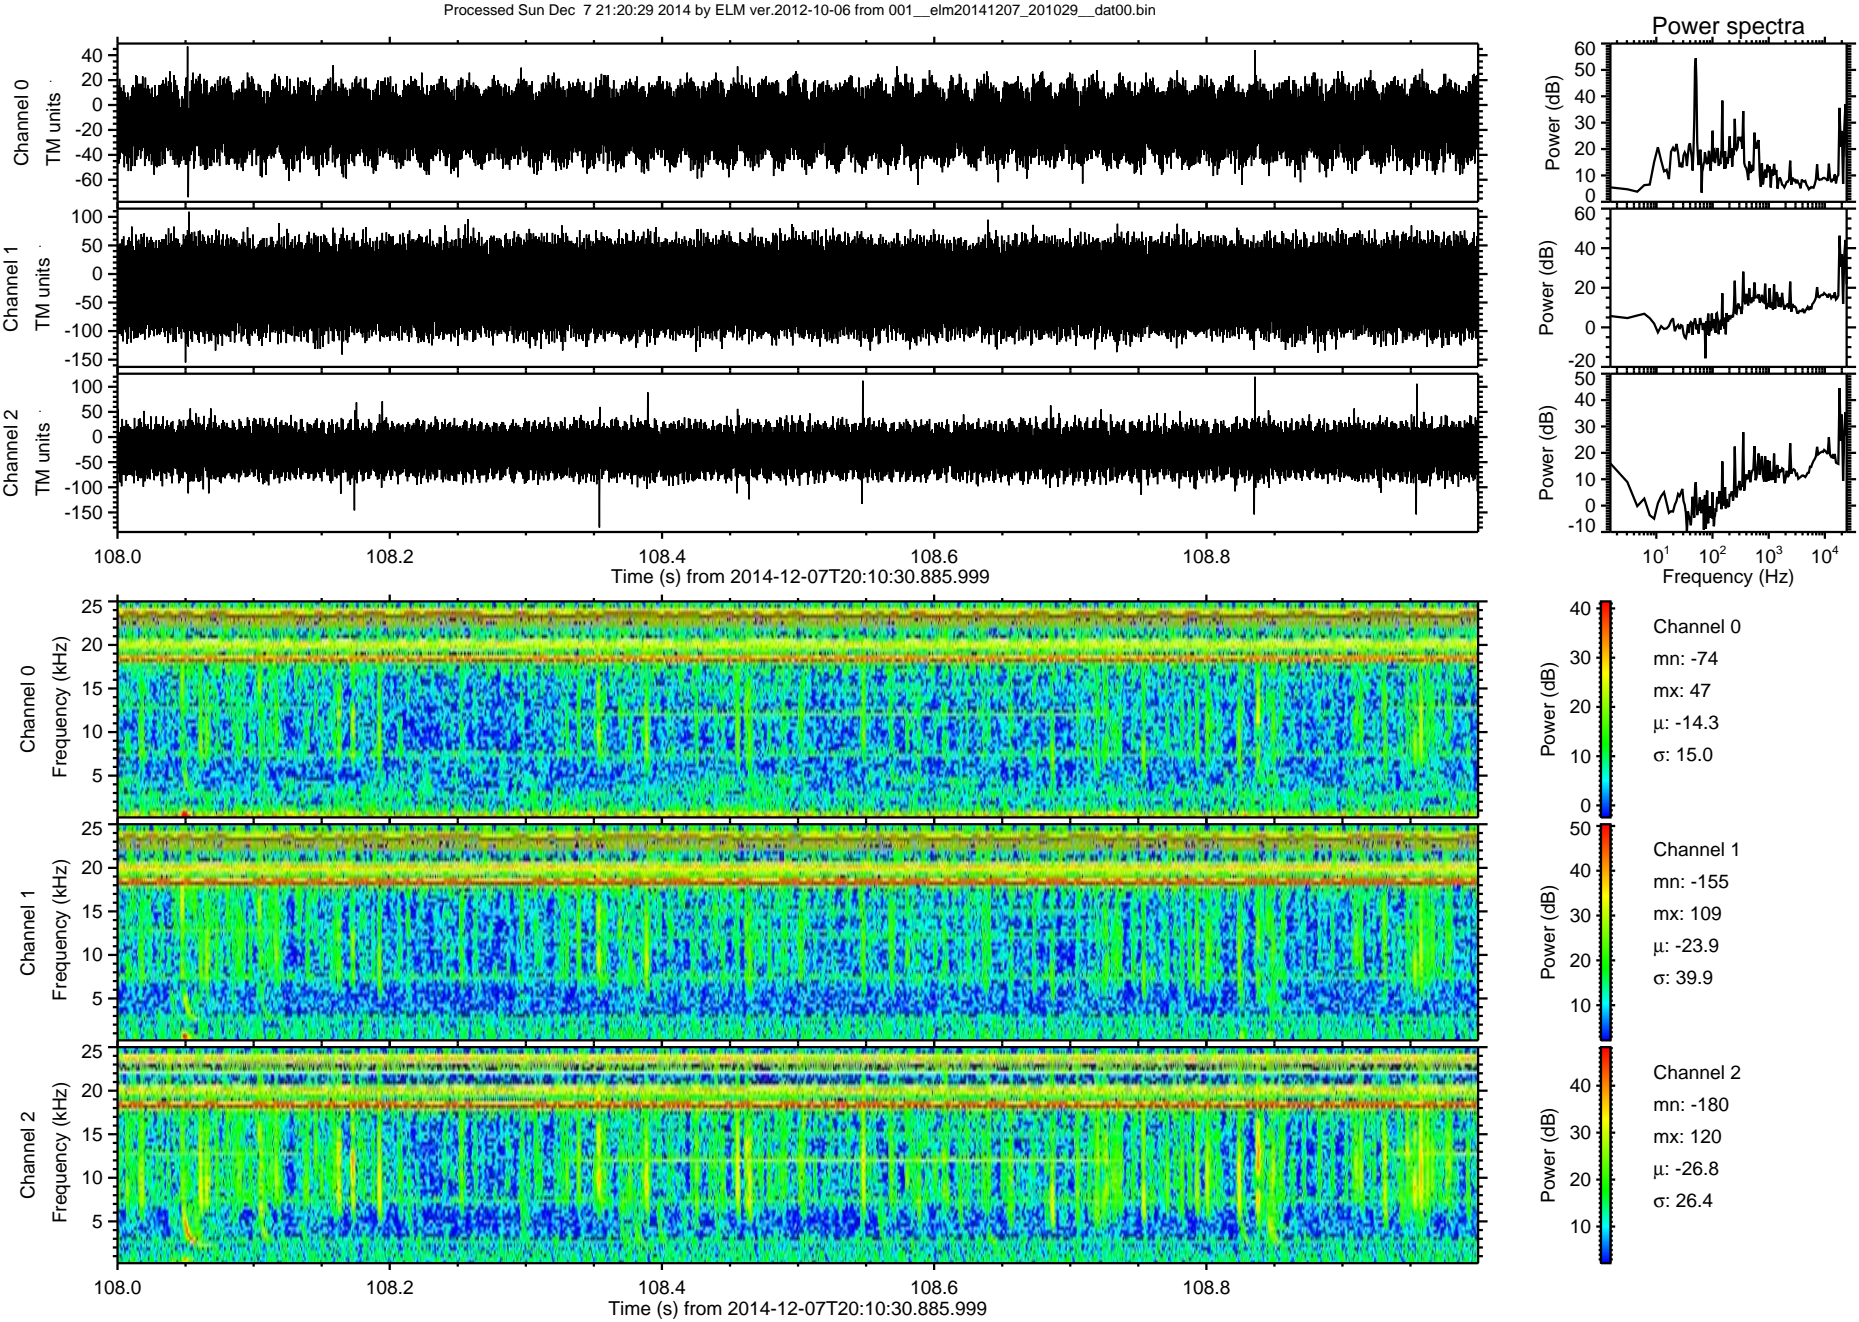 Processed Sun Dec  7 21:20:29 2014 by ELM ver.2012-10-06 from 001__elm20141207_201029__dat00.bin
Power spectra
Channel 0
TM units
40
20
0
-20
-40
-60
Power (dB)
60
50
40
30
20
10
0
Channel 1
TM units
100
50
0
-50
-100
-150
Power (dB)
60
40
20
0
-20
Channel 2
TM units
100
50
0
-50
-100
-150
Power (dB)
50
40
30
20
10
0
-10
108.0 108.2 108.4 108.6 108.8
Time (s) from 2014-12-07T20:10:30.885.999
10^1 10^2 10^3 10^4
Frequency (Hz)
Channel 0
Frequency (kHz)
25
20
15
10
5
Power (dB)
40
30
20
10
0
Channel 0
mn: -74
mx: 47
µ: -14.3
σ: 15.0
Channel 1
Frequency (kHz)
25
20
15
10
5
Power (dB)
50
40
30
20
10
Channel 1
mn: -155
mx: 109
µ: -23.9
σ: 39.9
Channel 2
Frequency (kHz)
25
20
15
10
5
Power (dB)
40
30
20
10
Channel 2
mn: -180
mx: 120
µ: -26.8
σ: 26.4
108.0 108.2 108.4 108.6 108.8
Time (s) from 2014-12-07T20:10:30.885.999